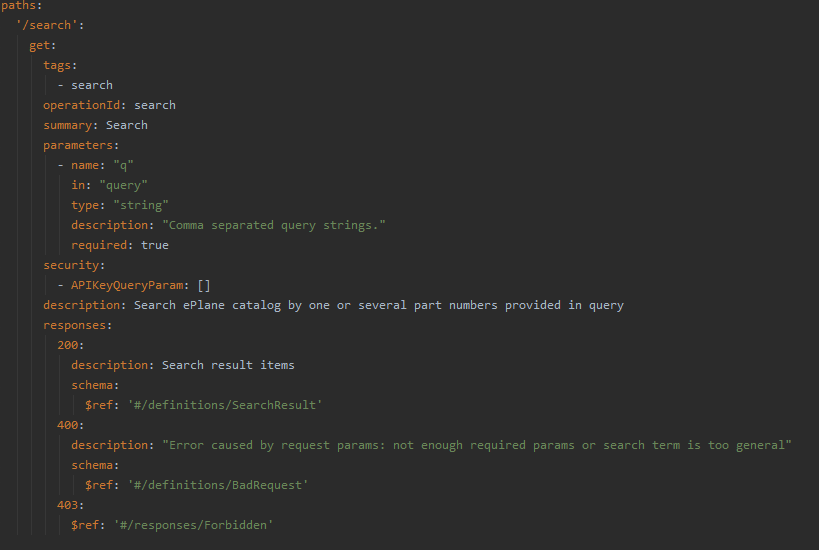 paths:
  '/search':
    get:
      tags:
        - search
      operationId: search
      summary: Search
      parameters:
        - name: "q"
          in: "query"
          type: "string"
          description: "Comma separated query strings."
          required: true
      security:
        - APIKeyQueryParam: []
      description: Search ePlane catalog by one or several part numbers provided in query
      responses:
        200:
          description: Search result items
          schema:
            $ref: '#/definitions/SearchResult'
        400:
          description: "Error caused by request params: not enough required params or search term is too general"
          schema:
            $ref: '#/definitions/BadRequest'
        403:
          $ref: '#/responses/Forbidden'